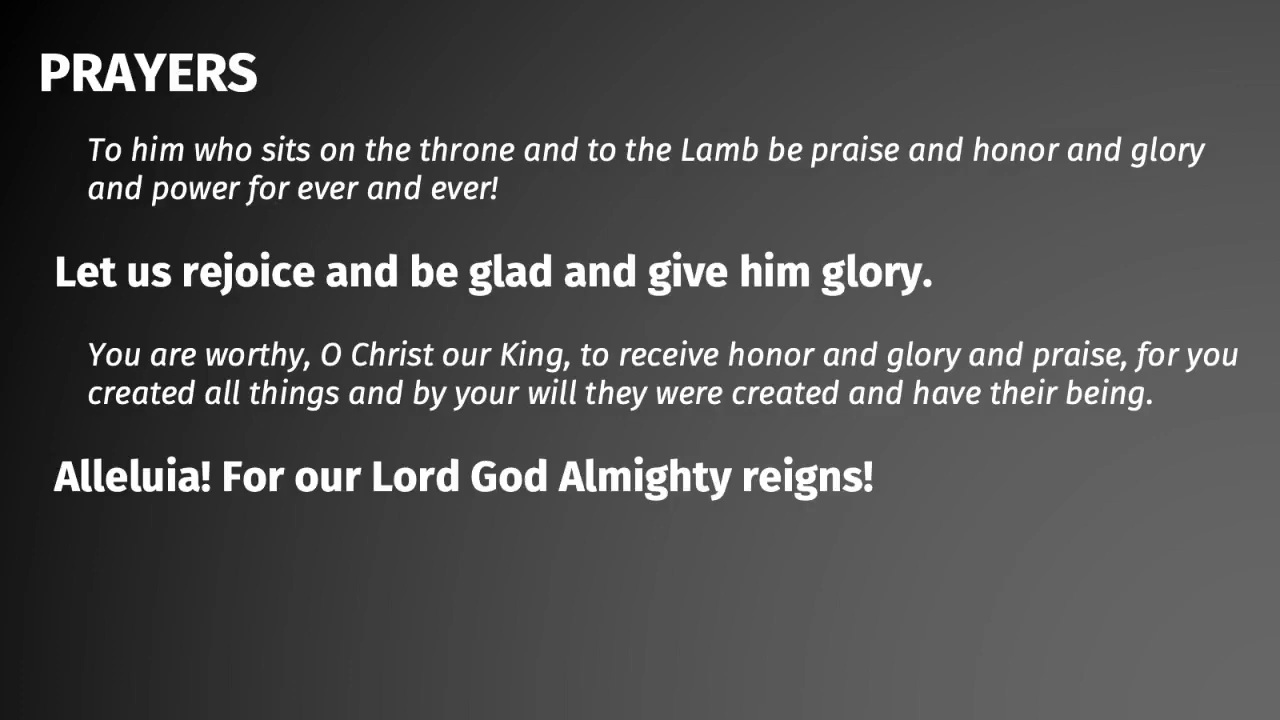 PRAYERS
To him who sits on the throne and to the Lamb be praise and honor and glory
and power for ever and ever!
Let us rejoice and be glad and give him glory.
You are worthy, O Christ our King, to receive honor and glory and praise, for you
created all things and by your will they were created and have their being.
Alleluia! For our Lord God Almighty reigns!